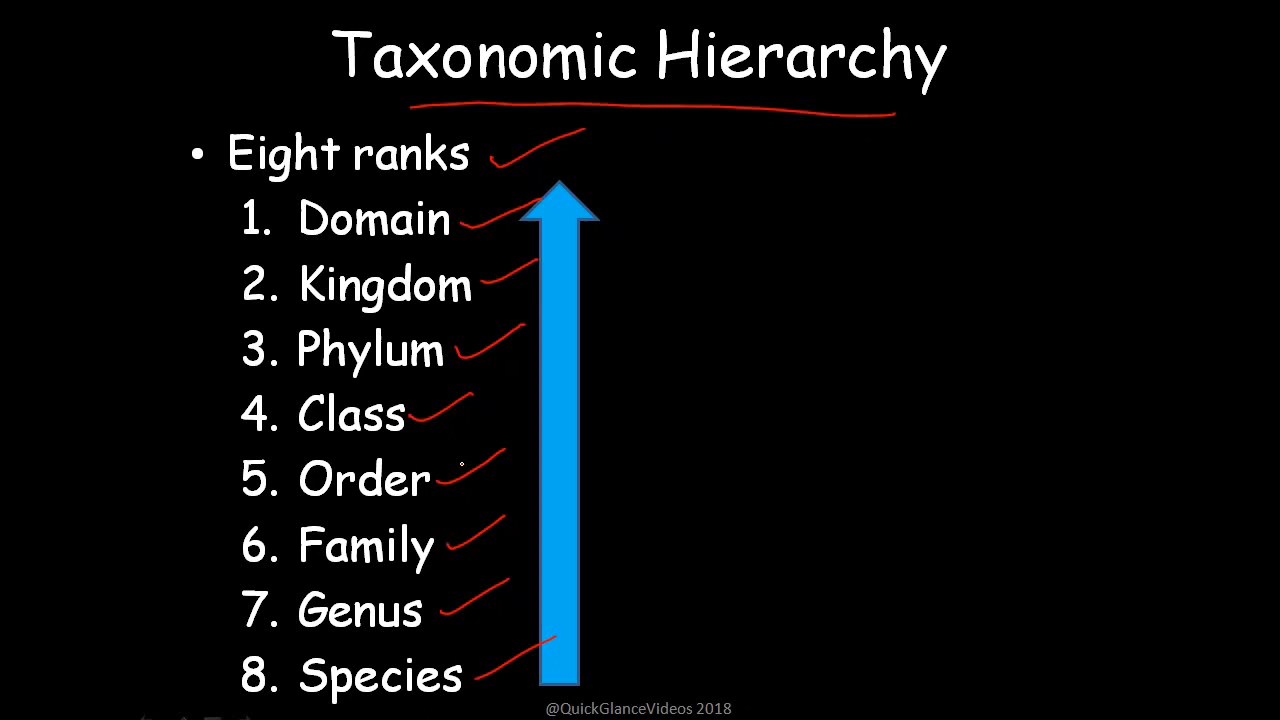 Taxonomic Hierarchy
• Eight ranks
1. Domain
2. Kingdom
3. Phylum
4. Class
5. Order
6. Family
7. Genus
8. Species
@QuickGlanceVideos 2018